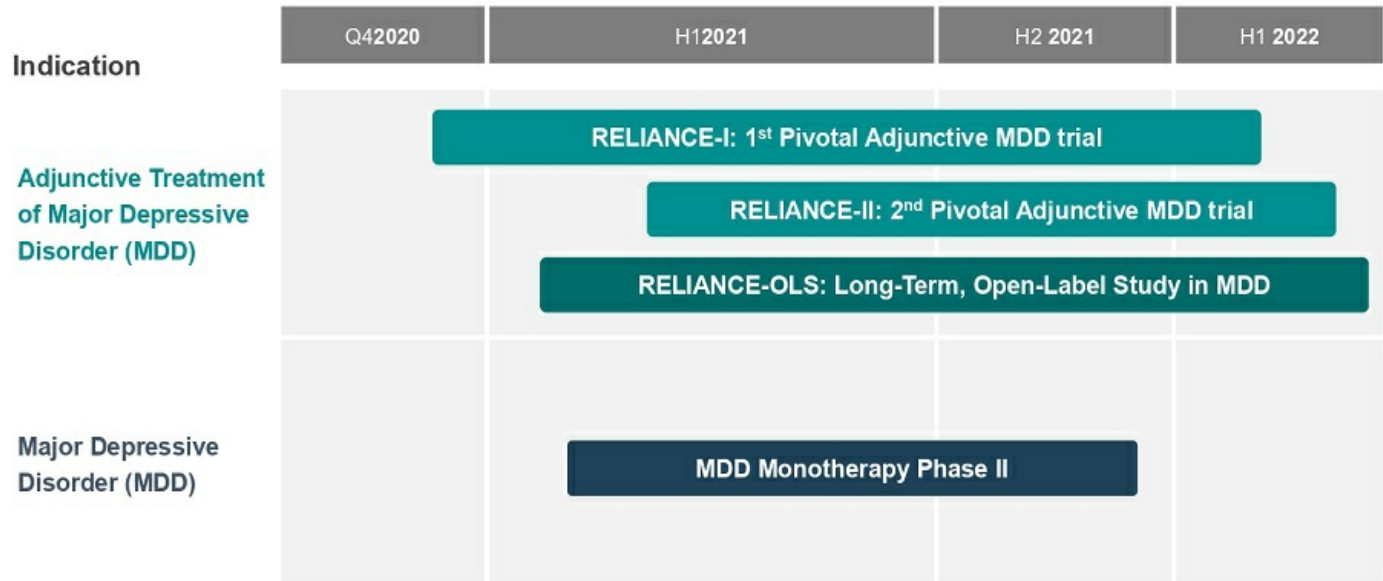 Q42020
H12021
H2 2021
H1 2022
Indication
RELIANCE-I: 1st Pivotal Adjunctive MDD trial
Adjunctive Treatment
of Major Depressive
Disorder (MDD)
RELIANCE-II: 2nd Pivotal Adjunctive MDD trial
RELIANCE-OLS: Long-Term, Open-Label Study in MDD
Major Depressive
Disorder (MDD)
MDD Monotherapy Phase II